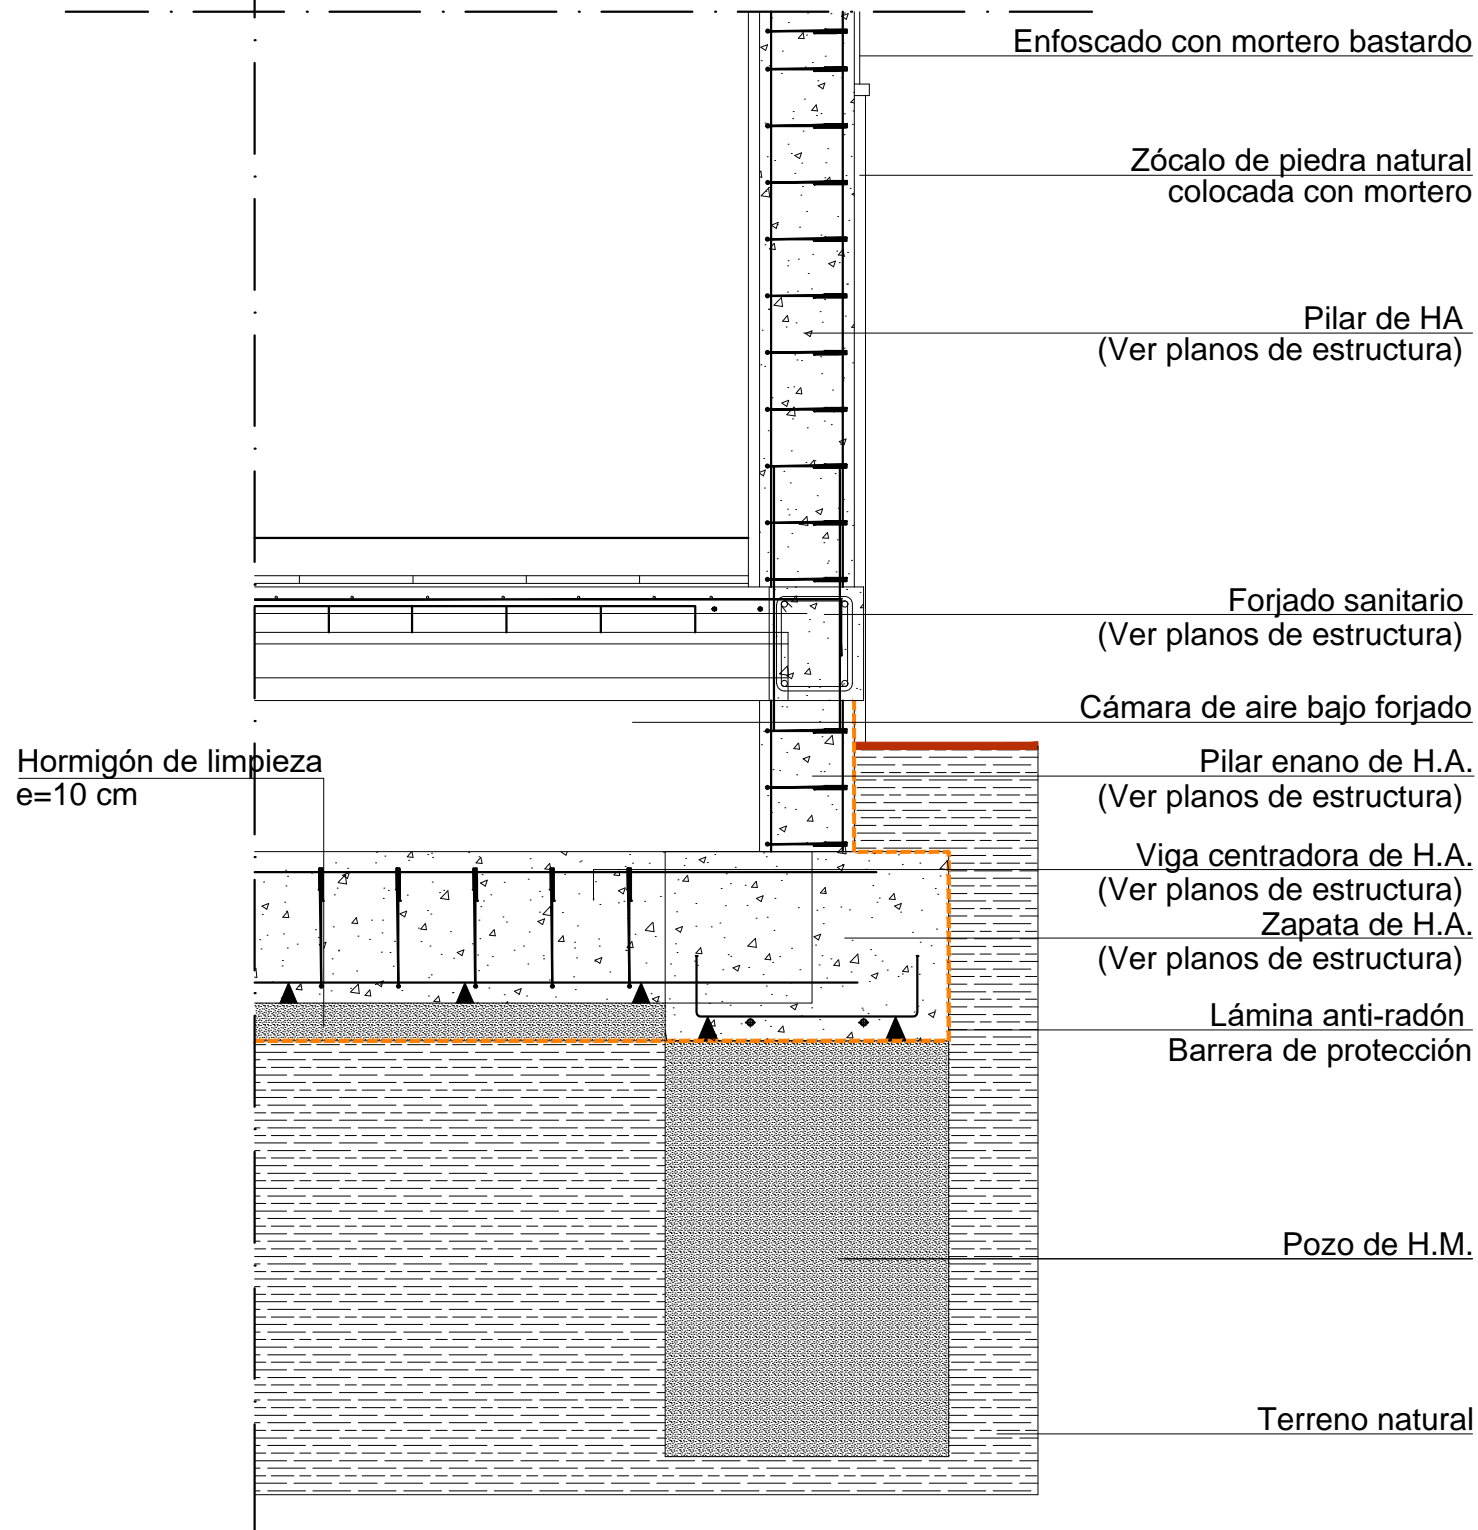 Enfoscado con mortero bastardo
Zócalo de piedra natural
colocada con mortero
Pilar de HA
(Ver planos de estructura)
Forjado sanitario
(Ver planos de estructura)
Cámara de aire bajo forjado
Hormigón de limpieza
e=10 cm
Pilar enano de H.A.
(Ver planos de estructura)
Viga centradora de H.A.
(Ver planos de estructura)
Zapata de H.A.
(Ver planos de estructura)
Lámina anti-radón
Barrera de protección
Pozo de H.M.
Terreno natural